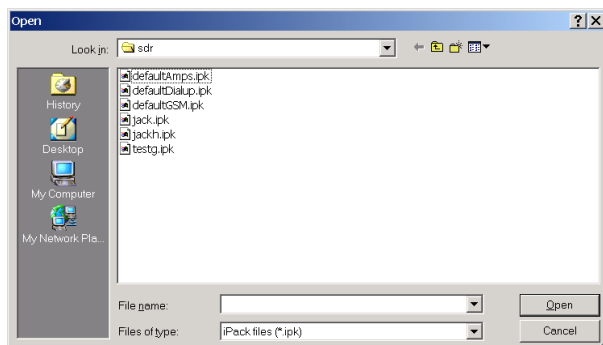 Open
Look in:
sdr
History
Desktop
My Computer
My Network Pla...
defaultAmps.ipk
defaultDialup.ipk
defaultGSM.ipk
jack.ipk
jackh.ipk
testg.ipk
File name:
Open
Files of type:
iPack files (*.ipk)
Cancel